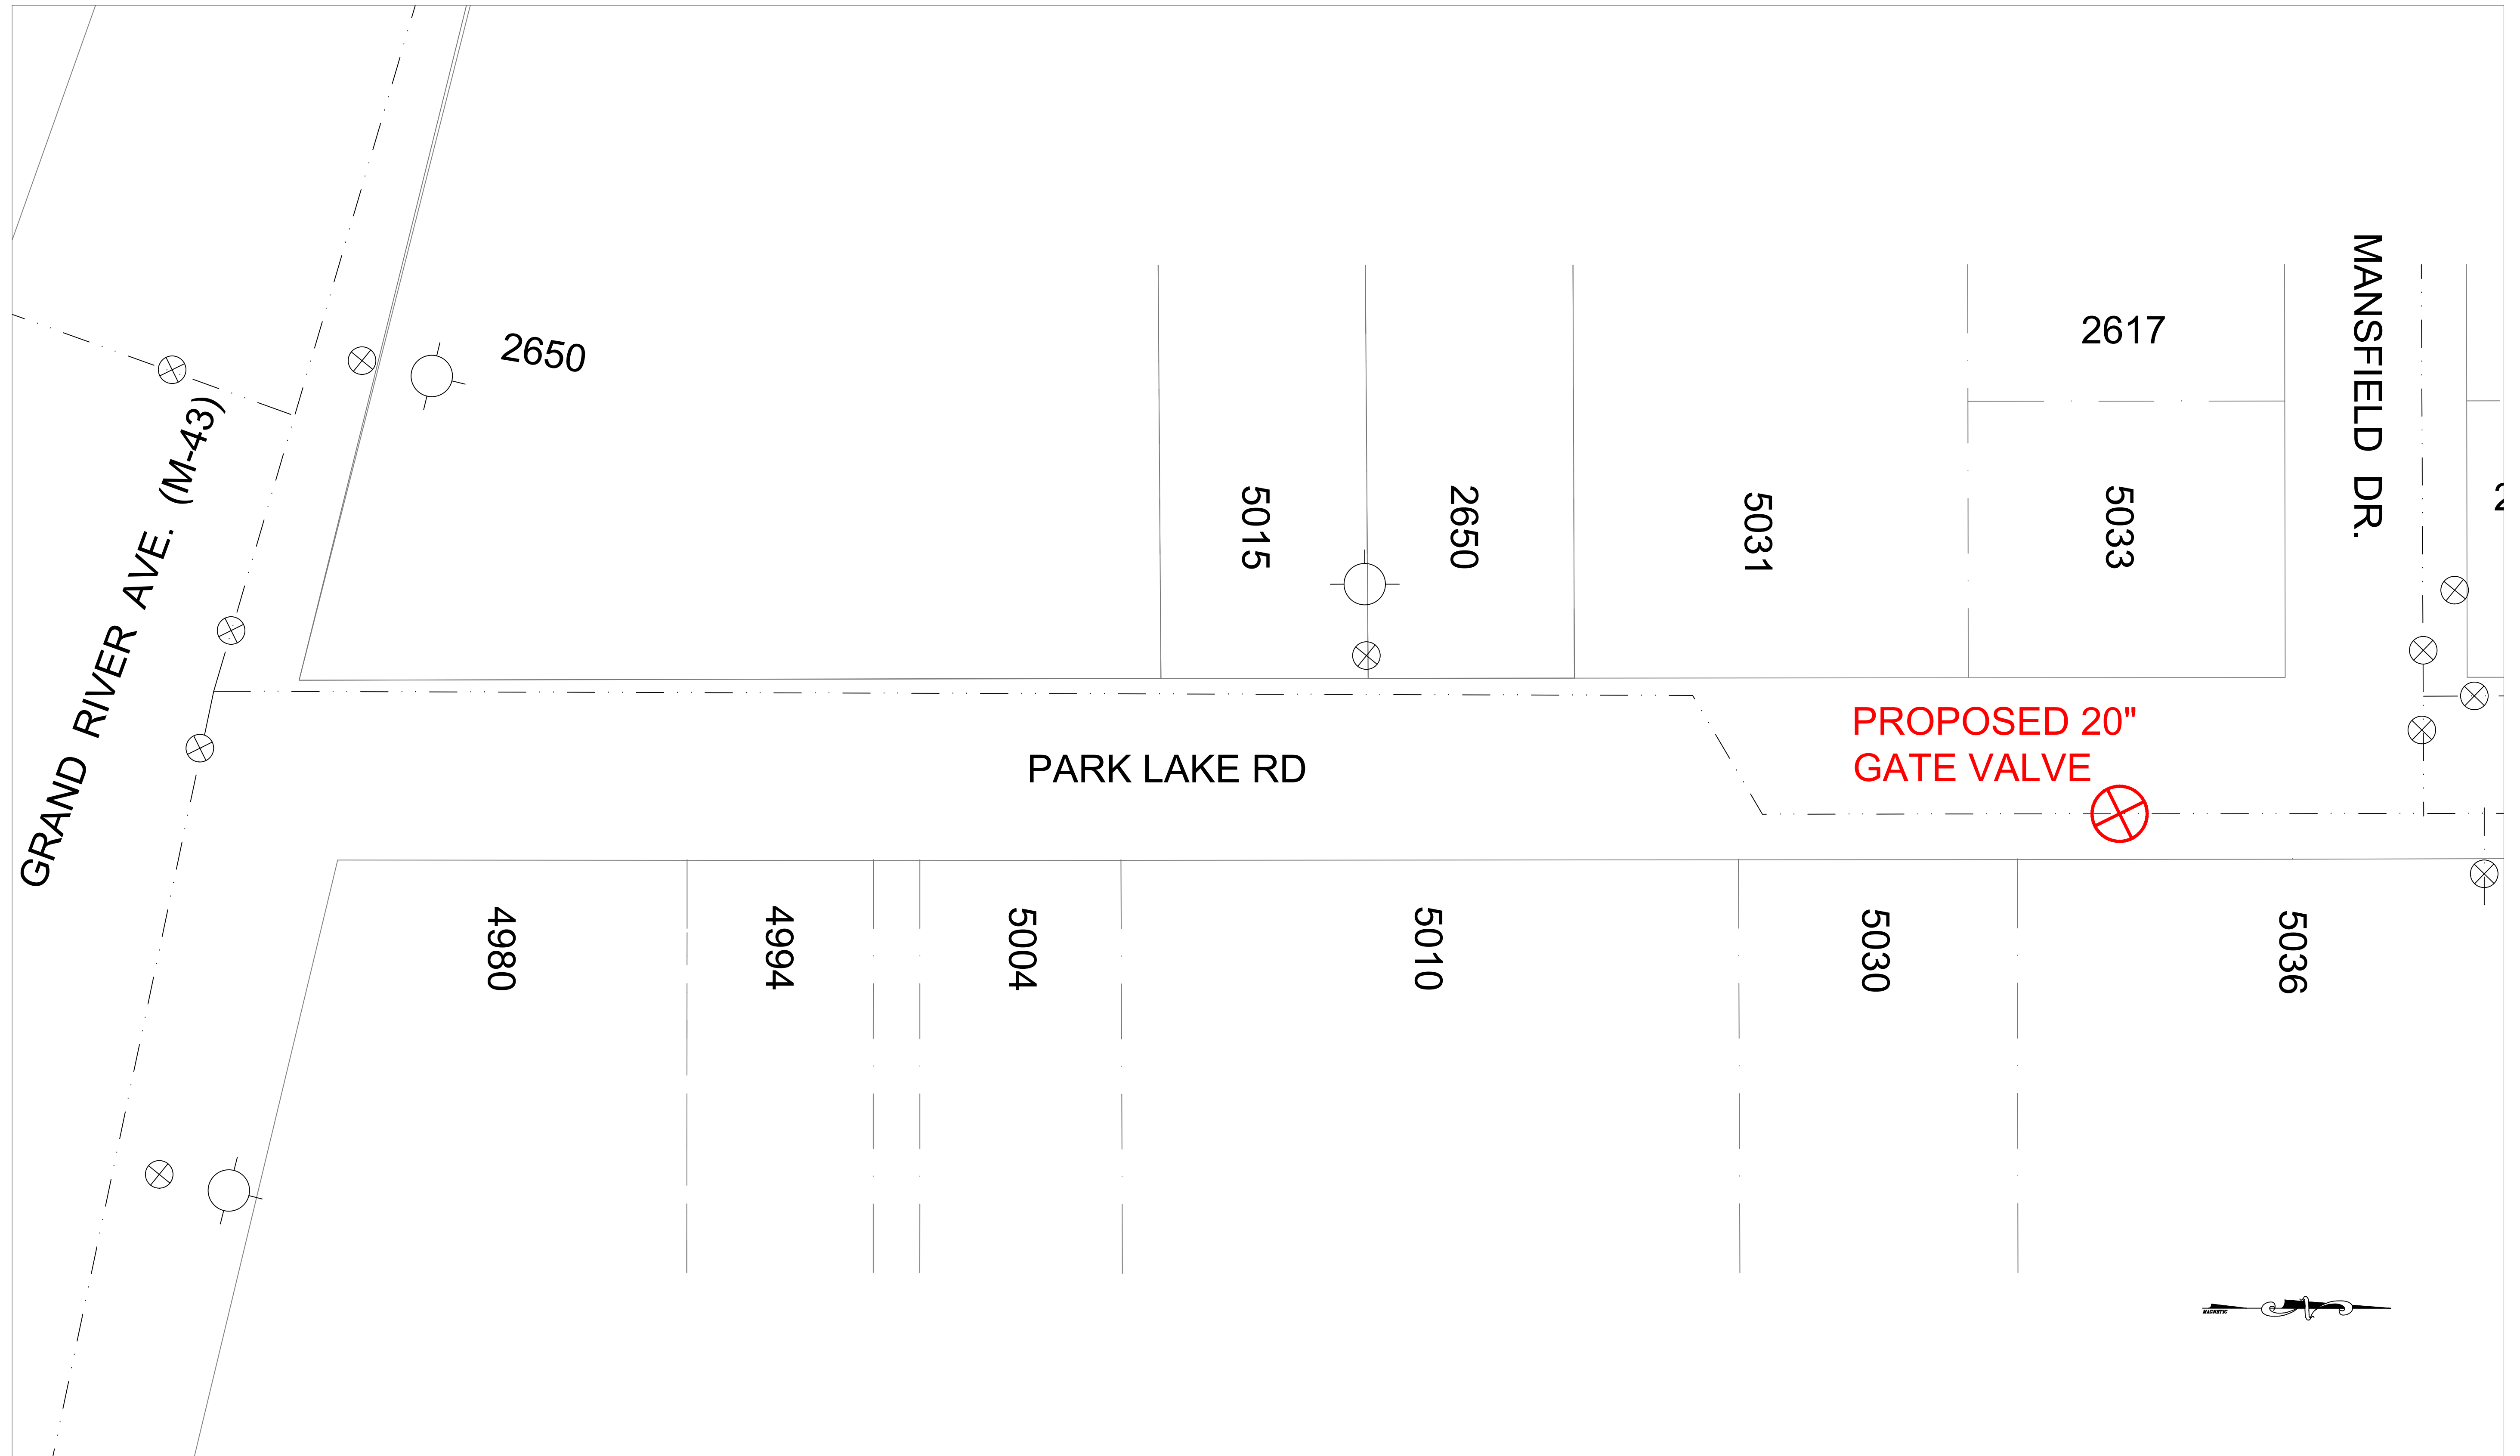 2650
2617
MANSFIELD DR.
GRAND RIVER AVE. (M-43)
5015
2650
5031
5033
PROPOSED 20"
GATE VALVE
PARK LAKE RD
4980
4994
5004
5010
5030
5036
MAGNETIC
N